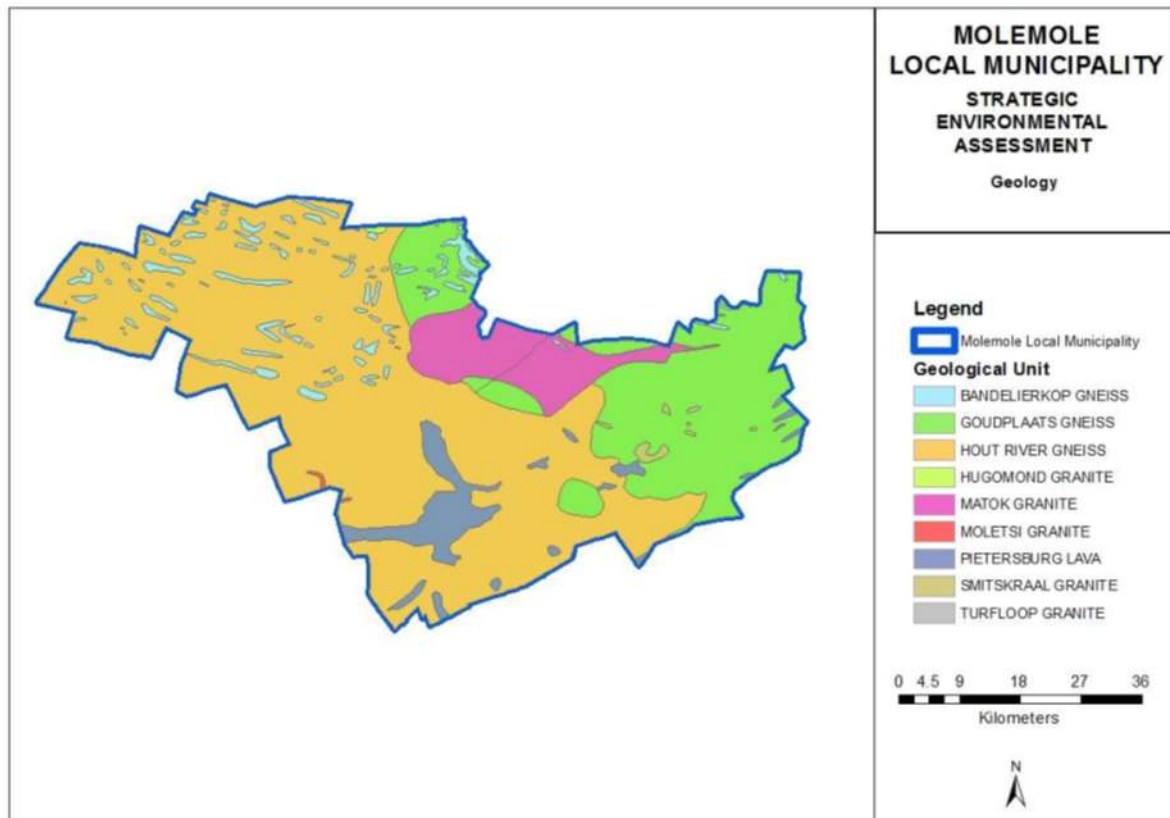 MOLEMOLE
LOCAL MUNICIPALITY
STRATEGIC
ENVIRONMENTAL
ASSESSMENT
Geology
Legend
Molemole Local Municipality
Geological Unit
BANDELIERKOP GNEISS
GOUDPLAATS GNEISS
HOUT RIVER GNEISS
HUGOMOND GRANITE
MATOK GRANITE
MOLETSI GRANITE
PIETERSBURG LAVA
SMITSKRAAL GRANITE
TURFLOOP GRANITE
0 4.5 9 18 27 36
Kilometers
N